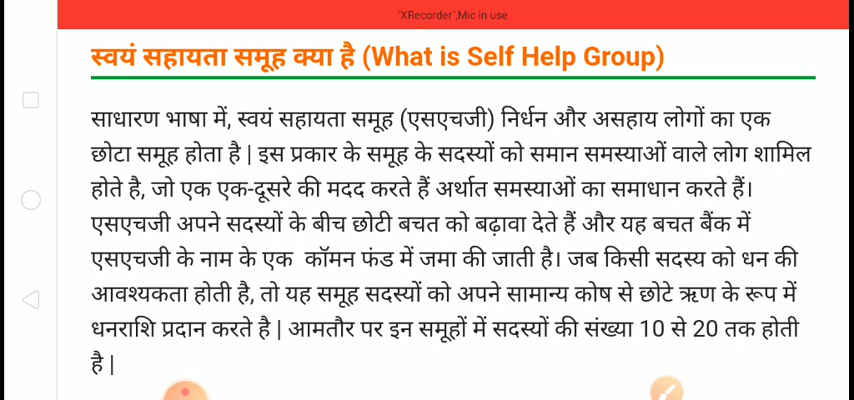 "XRecorder",Mic in use
स्वयं सहायता समूह क्या है (What is Self Help Group)
साधारण भाषा में, स्वयं सहायता समूह (एसएचजी) निर्धन और असहाय लोगों का एक
छोटा समूह होता है | इस प्रकार के समूह के सदस्यों को समान समस्याओं वाले लोग शामिल
होते है, जो एक एक-दूसरे की मदद करते हैं अर्थात समस्याओं का समाधान करते हैं।
एसएचजी अपने सदस्यों के बीच छोटी बचत को बढ़ावा देते हैं और यह बचत बैंक में
एसएचजी के नाम के एक कॉमन फंड में जमा की जाती है। जब किसी सदस्य को धन की
आवश्यकता होती है, तो यह समूह सदस्यों को अपने सामान्य कोष से छोटे ऋण के रूप में
धनराशि प्रदान करते है | आमतौर पर इन समूहों में सदस्यों की संख्या 10 से 20 तक होती
है |